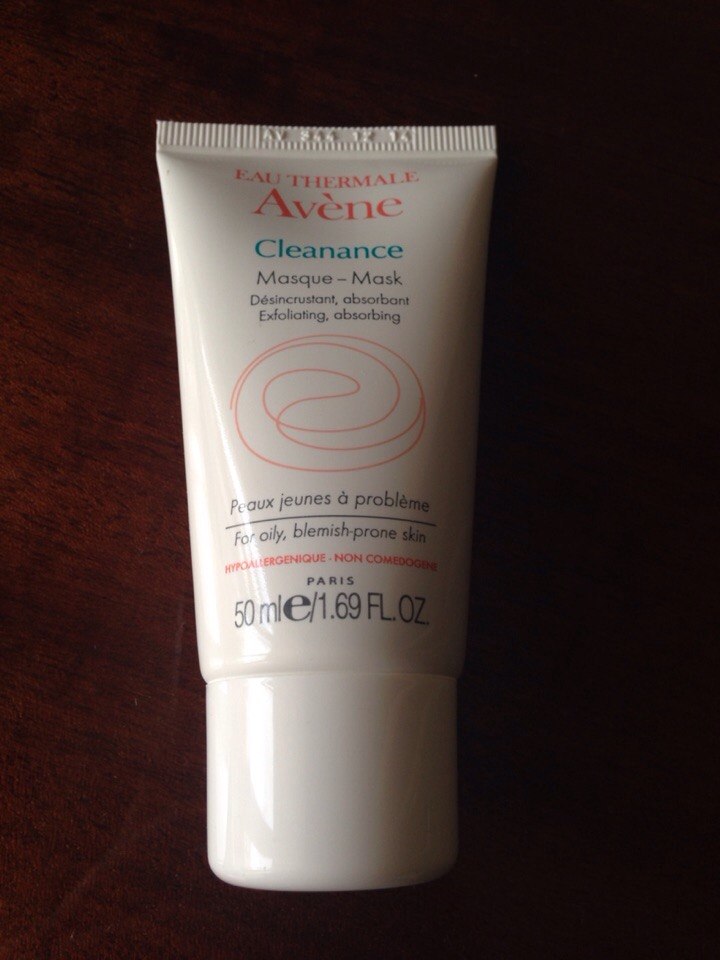 EAU THERMALE
Avène
Cleanance
Masque – Mask
Désincrustant, absorbant
Exfoliating, absorbing
Peaux jeunes à problème
For oily, blemish-prone skin
HYPOALLERGENIQUE - NON COMEDOGENE
PARIS
50 ml e/1.69 FL. OZ.